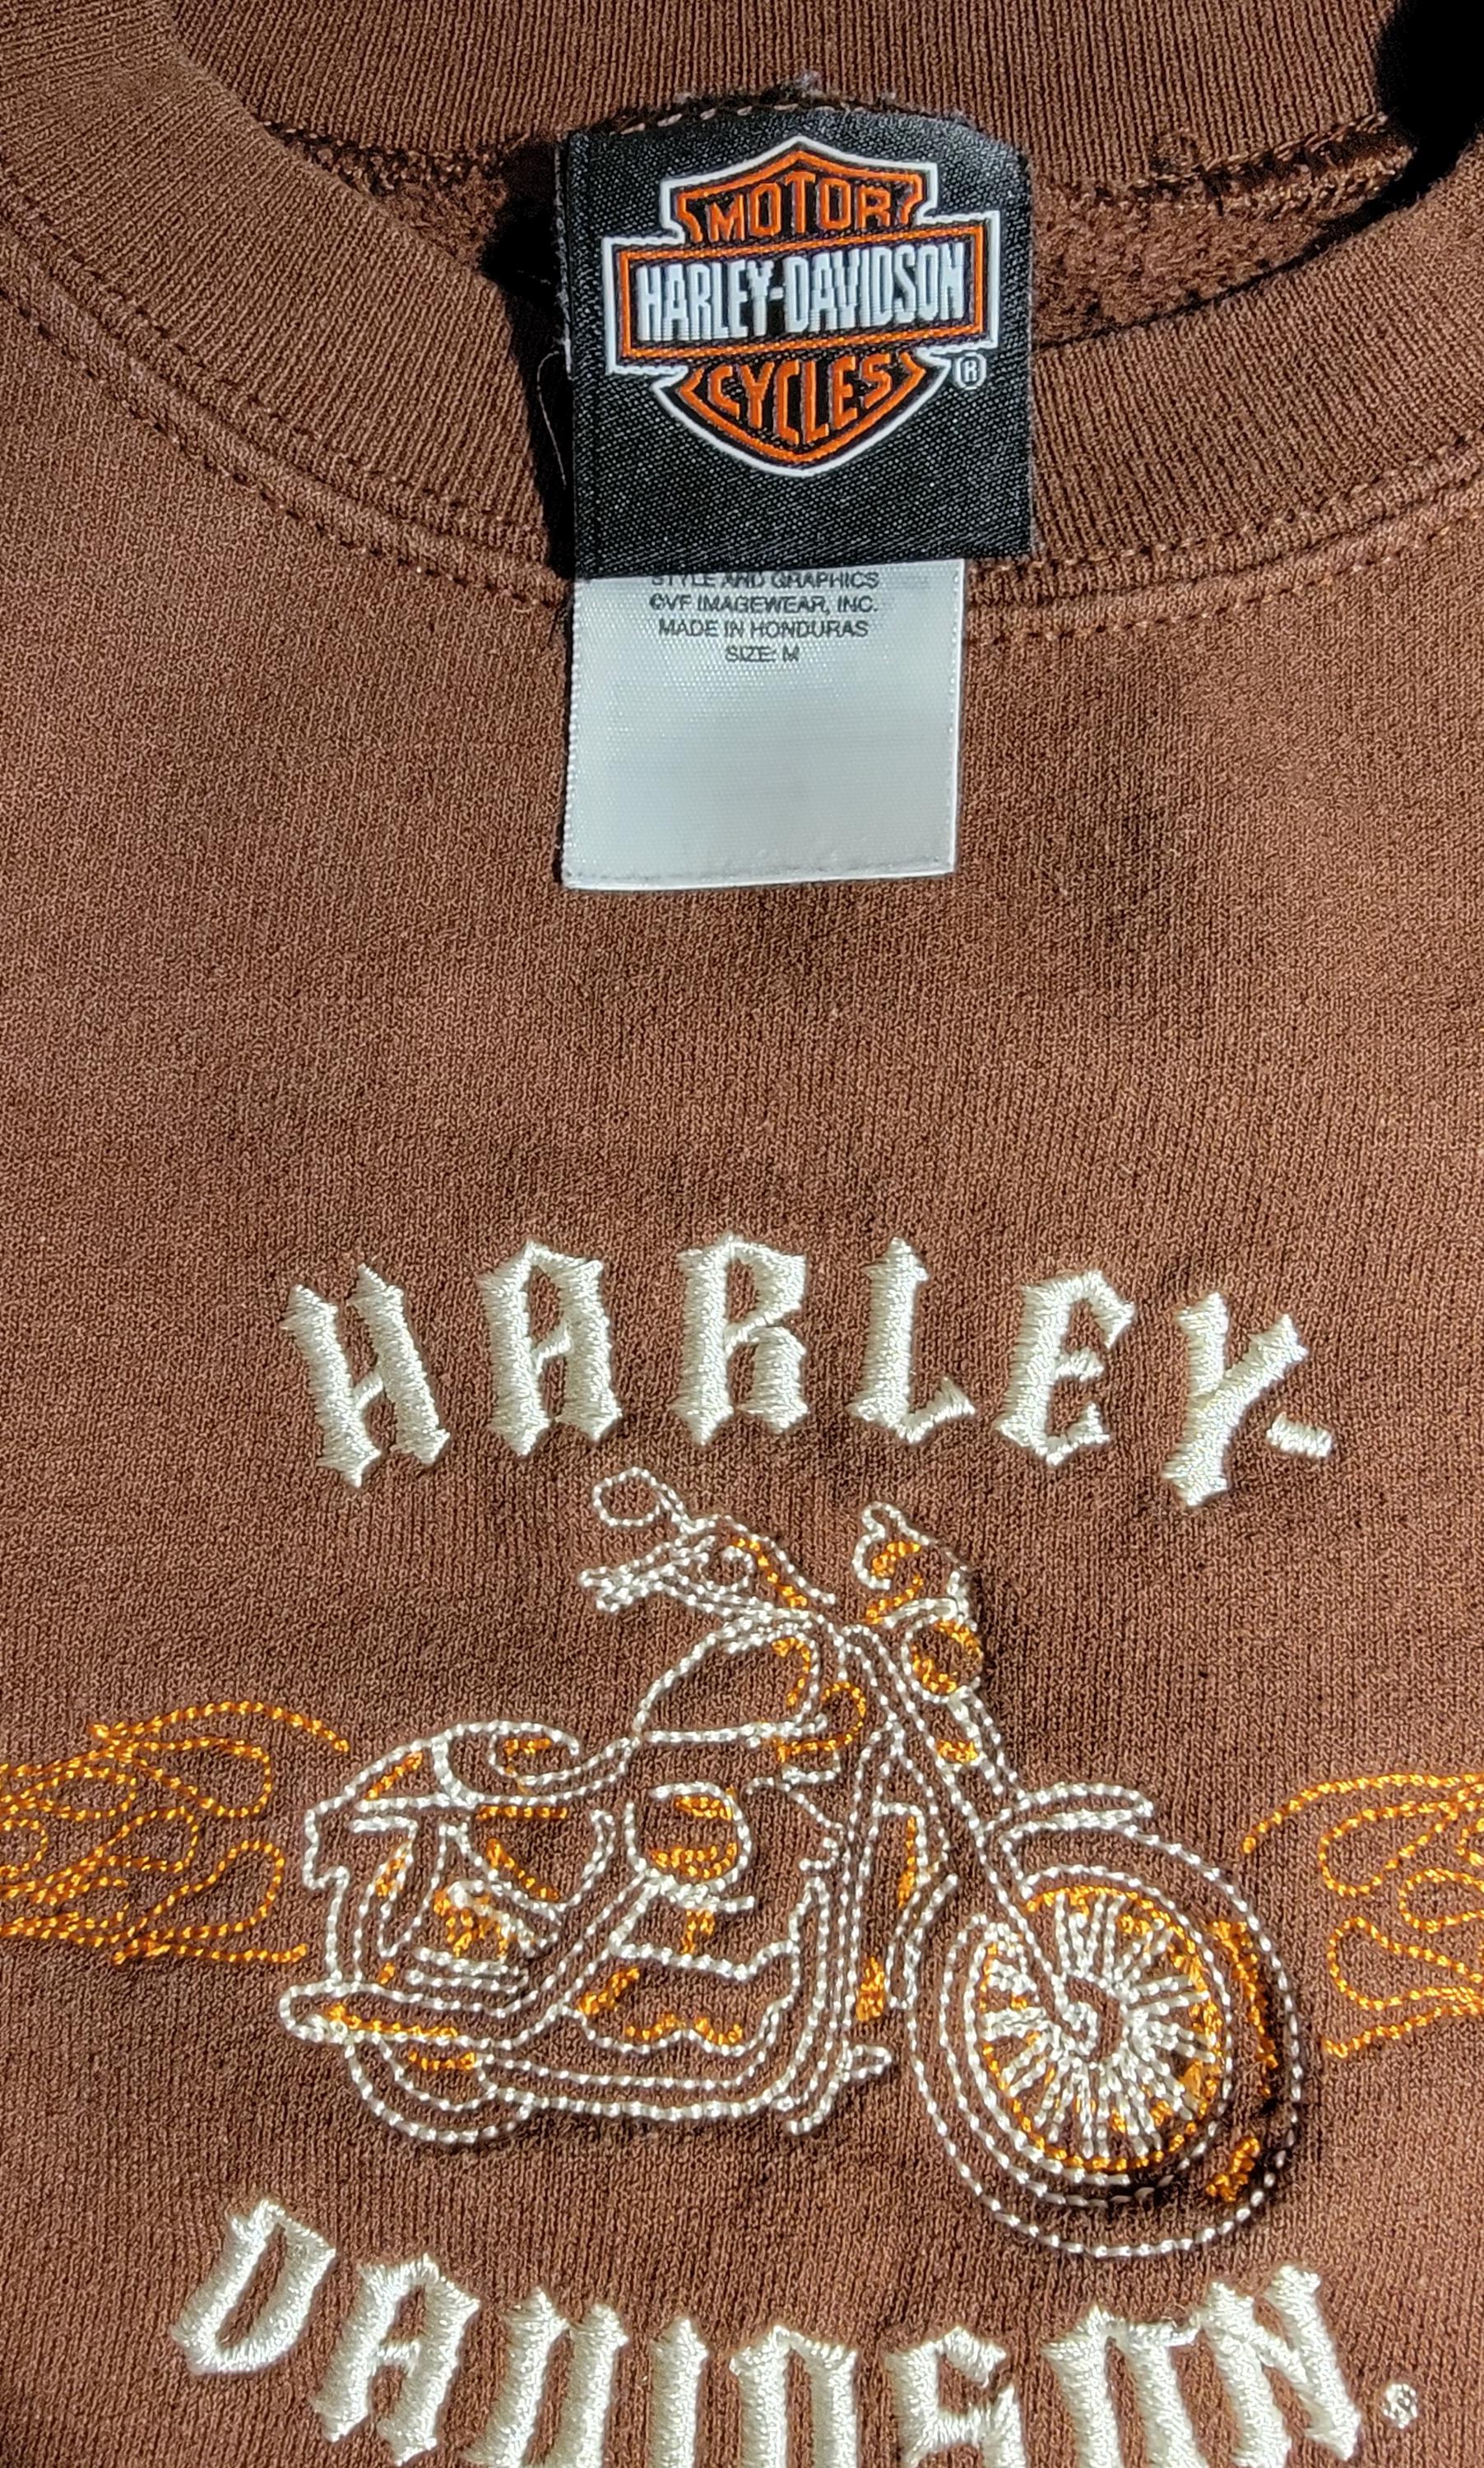 MOTOR
HARLEY-DAVIDSON
CYCLES ®
STYLE AND GRAPHICS
©VF IMAGEWEAR, INC.
MADE IN HONDURAS
SIZE: M
HARLEY-
DAVIDSON®